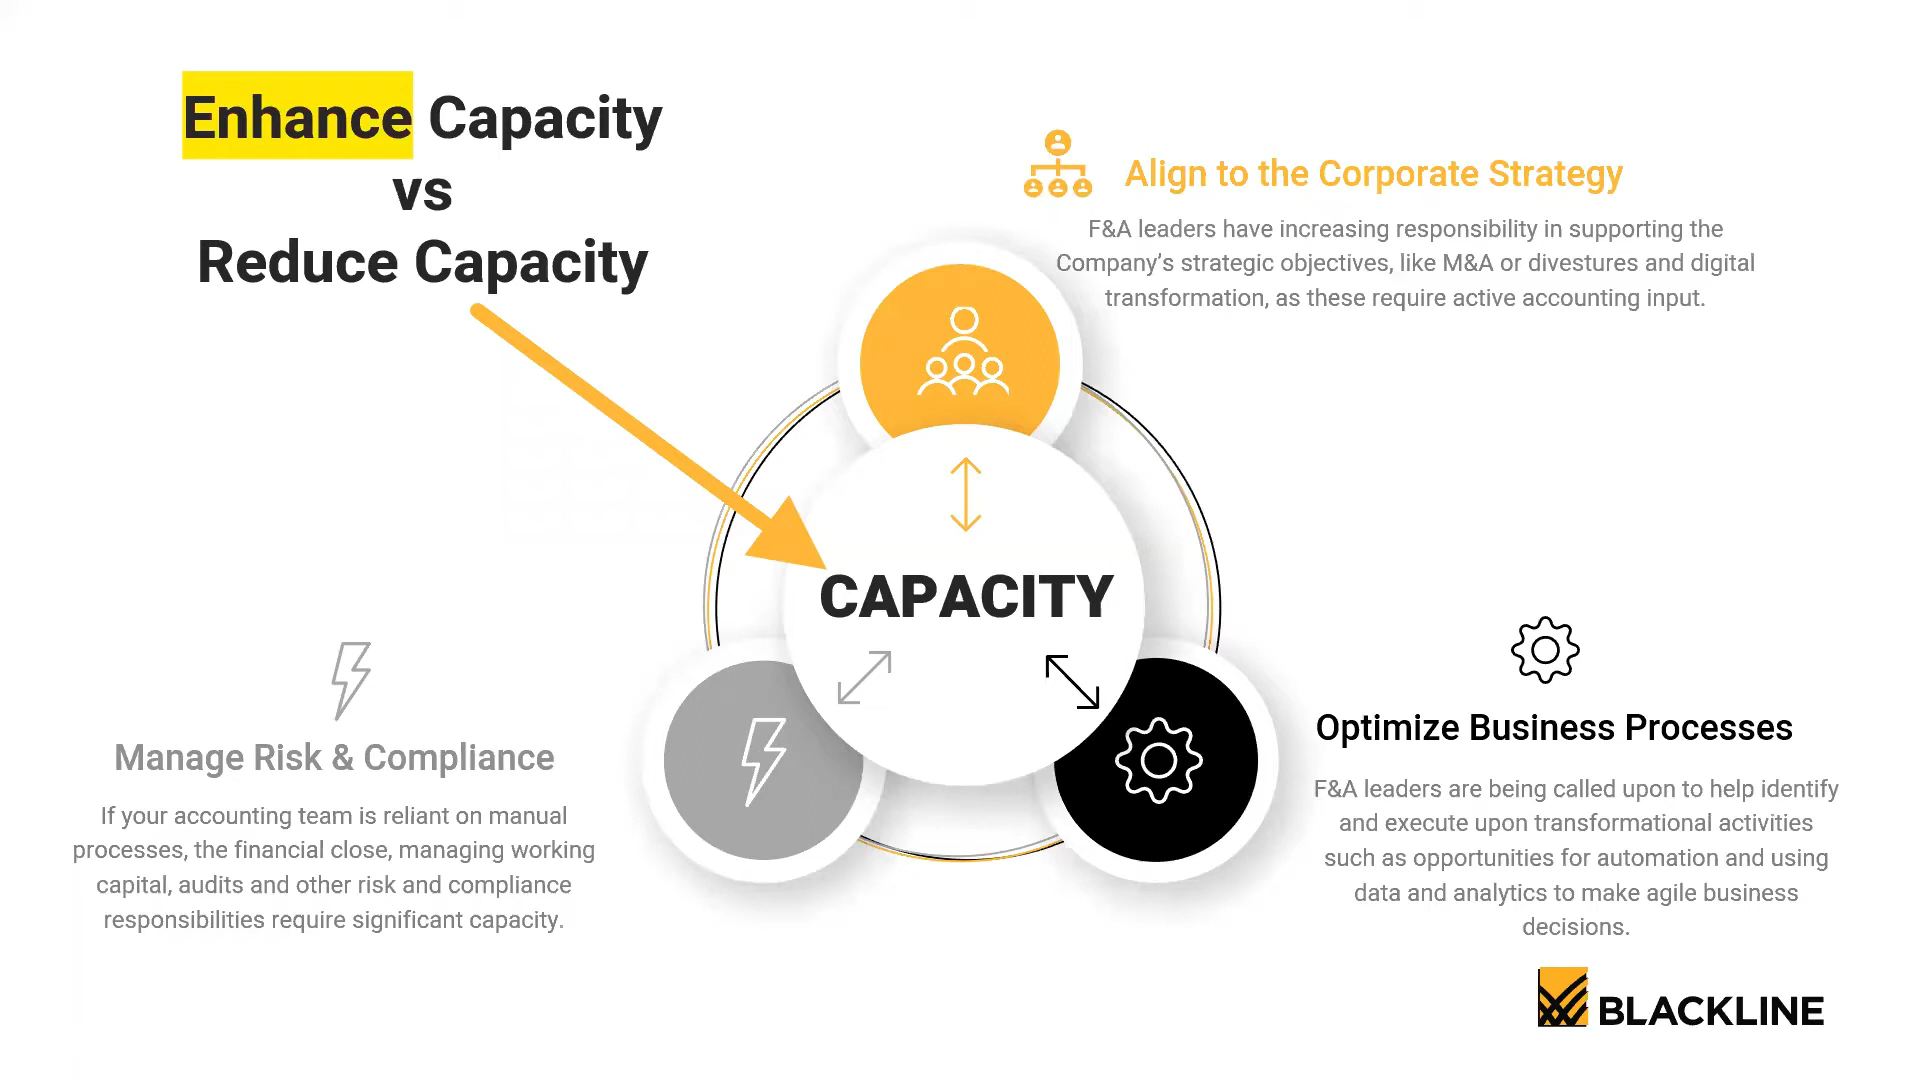 Enhance Capacity
vs
Reduce Capacity
Align to the Corporate Strategy
F&A leaders have increasing responsibility in supporting the
Company's strategic objectives, like M&A or divestures and digital
transformation, as these require active accounting input.
CAPACITY
Manage Risk & Compliance
If your accounting team is reliant on manual
processes, the financial close, managing working
capital, audits and other risk and compliance
responsibilities require significant capacity.
Optimize Business Processes
F&A leaders are being called upon to help identify
and execute upon transformational activities
such as opportunities for automation and using
data and analytics to make agile business
decisions.
BLACKLINE